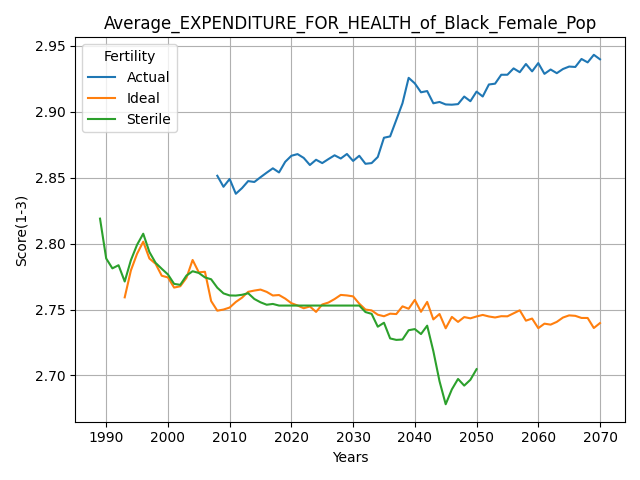 Average_EXPENDITURE_FOR_HEALTH_of_Black_Female_Pop
Fertility
Actual
Ideal
Sterile
Score(1-3)
2.95
2.90
2.85
2.80
2.75
2.70
1990 2000 2010 2020 2030 2040 2050 2060 2070
Years